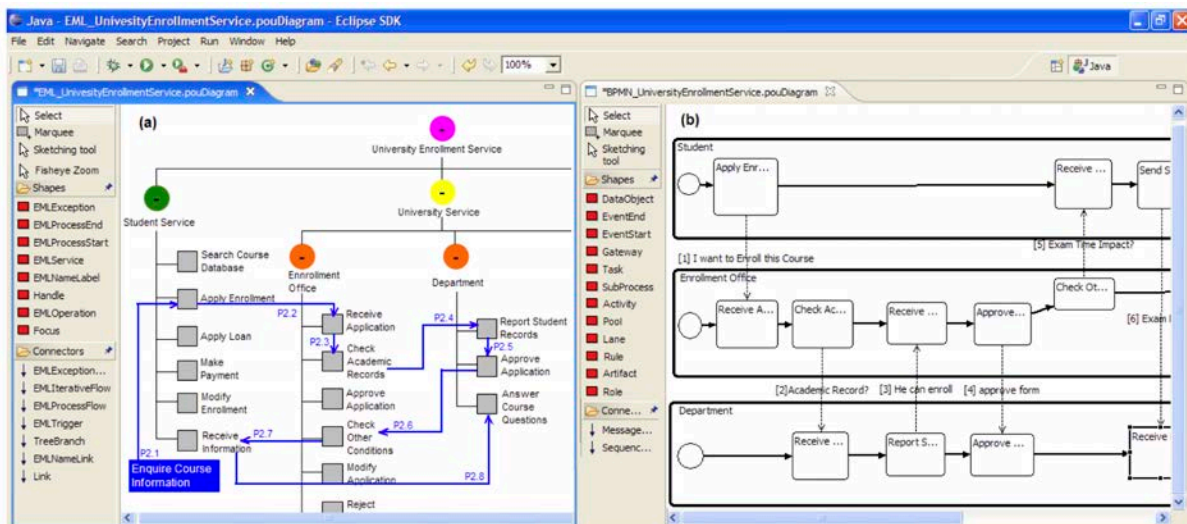 Java - EML_UnivesityEnrollmentService.pouDiagram - Eclipse SDK
File Edit Navigate Search Project Run Window Help
100%
Java
*EML_UnivesityEnrollmentService.pouDiagram
Select
Marquee
Sketching tool
Fisheye Zoom
Shapes
EMLException
EMLProcessEnd
EMLProcessStart
EMLService
EMLNameLabel
Handle
EMLOperation
Focus
Connectors
EMLException...
EMLIterativeFlow
EMLProcessFlow
EMLTrigger
TreeBranch
EMLNameLink
Link
(a)
-
University Enrollment Service
-
Student Service
-
University Service
-
Ennrollment
Office
-
Department
Search Course
Database
Apply Enrollment
Apply Loan
Make
Payment
Modify
Enrollment
Receive
Information
Receive
Application
Check
Academic
Records
Approve
Application
Check
Other
Conditions
Modify
Application
Reject
Report Student
Records
Approve
Application
Answer
Course
Questions
P2.1
P2.2
P2.3
P2.4
P2.5
P2.6
P2.7
P2.8
Enquire Course
Information
*BPMN_UniversityEnrollmentService.pouDiagram
Select
Marquee
Sketching
tool
Shapes
DataObject
EventEnd
EventStart
Gateway
Task
SubProcess
Activity
Pool
Lane
Rule
Artifact
Role
Conne...
Message...
Sequenc...
(b)
Student
Apply Enr...
Receive ...
Send S
[5] Exam Time Impact?
[1] I want to Enroll this Course
Enrollment Office
Receive A...
Check Ac...
Receive ...
Approve...
Check Ot...
[6] Exam
[2]Academic Record?
[3] He can enroll
[4] approve form
Department
Receive ...
Report S...
Approve ...
Receive